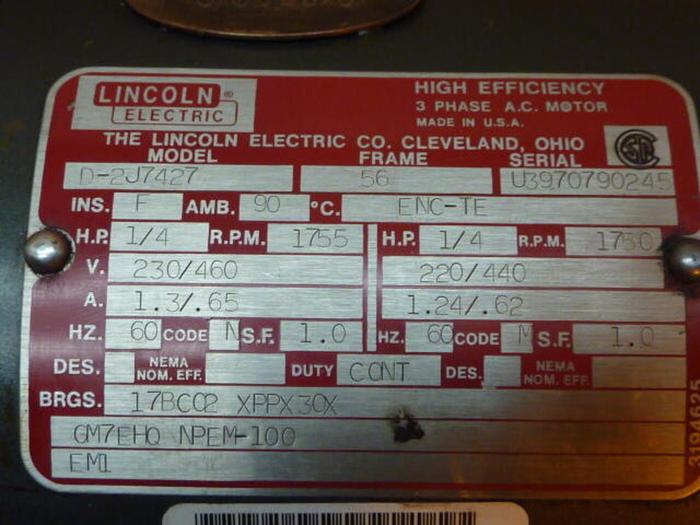 LINCOLN ®
ELECTRIC
HIGH EFFICIENCY
3 PHASE A.C. MOTOR
MADE IN U.S.A.
THE LINCOLN ELECTRIC CO. CLEVELAND, OHIO
MODEL FRAME SERIAL
D-2J7427 56 U3970790245
INS. F AMB. 90 °C. ENC-TE
H.P. 1/4 R.P.M. 1755 H.P. 1/4 R.P.M. 1750
V. 230/460 220/440
A. 1.3/.65 1.24/.62
HZ. 60 CODE N S.F. 1.0 HZ. 60 CODE M S.F. 1.0
DES. NEMA NOM. EFF. DUTY CONT DES. NEMA NOM. EFF.
BRGS. 17BC02 XPPX30X
GM7EHQ NPEM-100
EM1